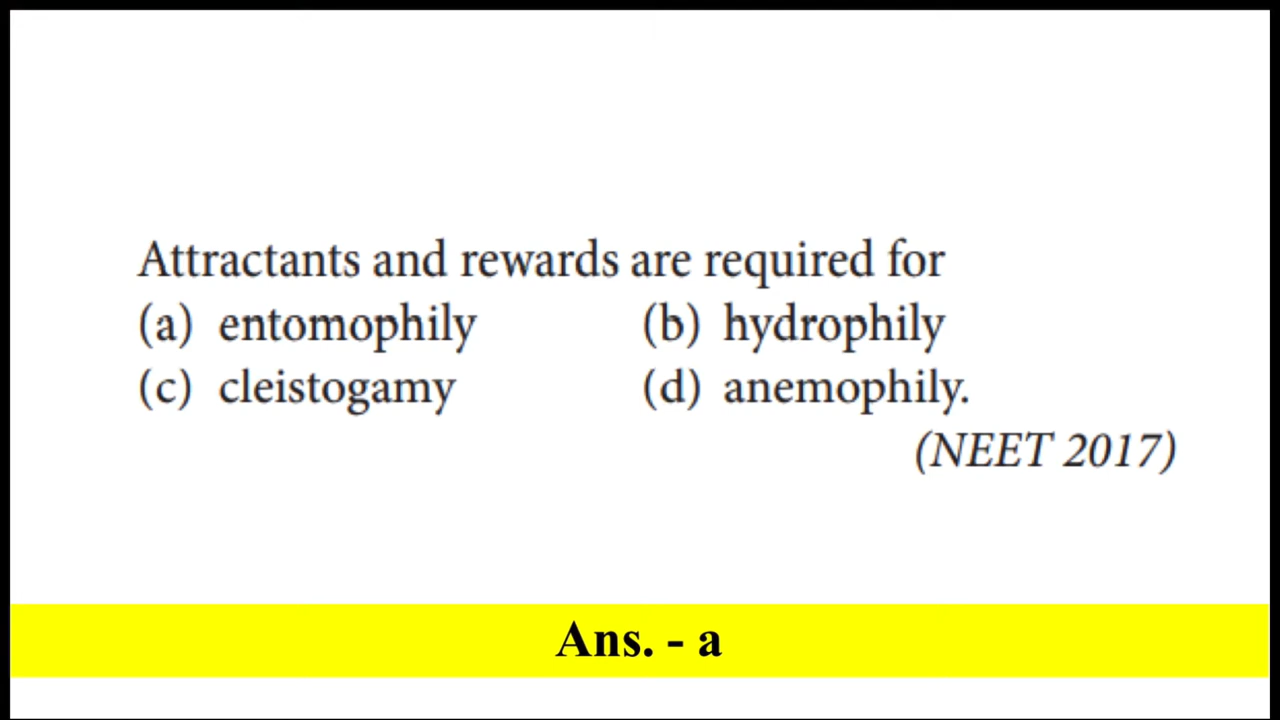 Attractants and rewards are required for
(a) entomophily (b) hydrophily
(c) cleistogamy (d) anemophily.
(NEET 2017)
Ans. - a